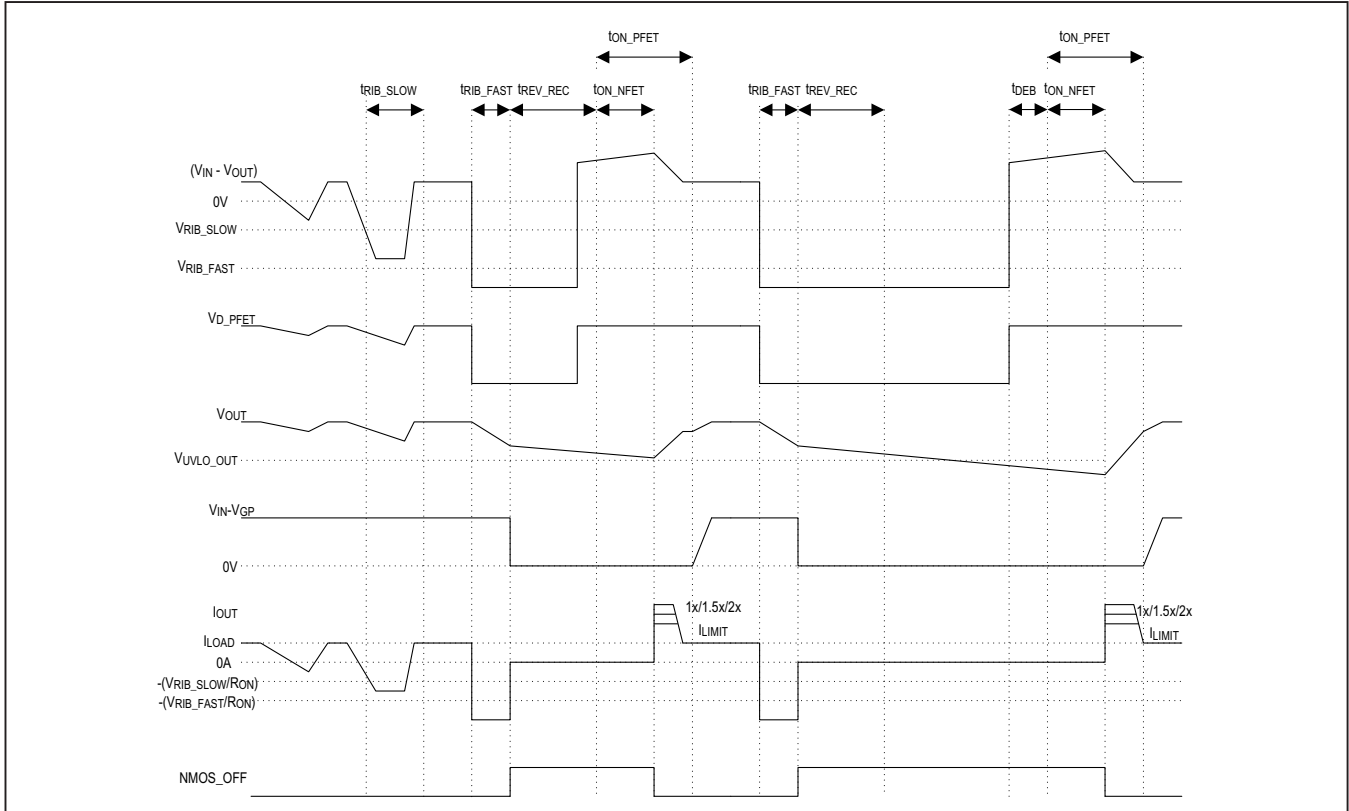 tON_PFET tON_PFET
tRIB_SLOW tRIB_FAST tREV_REC tON_NFET tRIB_FAST tREV_REC tDEB tON_NFET
(VIN - VOUT)
0V
VRIB_SLOW
VRIB_FAST
VD_PFET
VOUT
VUVLO_OUT
VIN-VGP
0V
IOUT 1x/1.5x/2x 1x/1.5x/2x
ILIMIT ILIMIT
ILOAD
0A
-(VRIB_SLOW/RON)
-(VRIB_FAST/RON)
NMOS_OFF